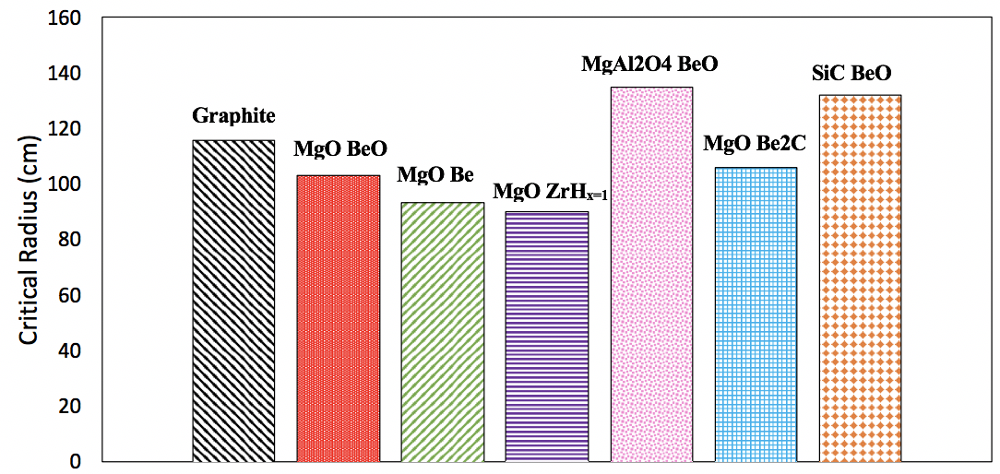 160
140
120
100
80
60
40
20
0
Critical Radius (cm)
Graphite
MgO BeO
MgO Be
MgO ZrHₓ₌₁
MgAl2O4 BeO
MgO Be2C
SiC BeO